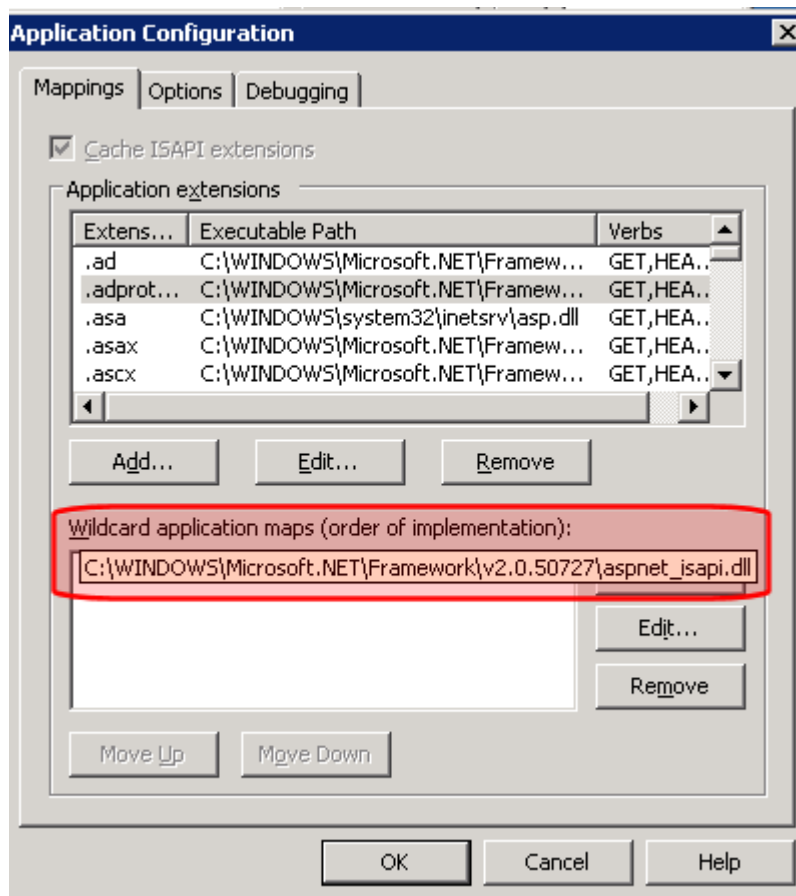 Application Configuration
Mappings Options Debugging
Cache ISAPI extensions
Application extensions
Extens... Executable Path Verbs
.ad C:\WINDOWS\Microsoft.NET\Framew... GET,HEA..
.adprot... C:\WINDOWS\Microsoft.NET\Framew... GET,HEA..
.asa C:\WINDOWS\system32\inetsrv\asp.dll GET,HEA..
.asax C:\WINDOWS\Microsoft.NET\Framew... GET,HEA..
.ascx C:\WINDOWS\Microsoft.NET\Framew... GET,HEA..
Add... Edit... Remove
Wildcard application maps (order of implementation):
C:\WINDOWS\Microsoft.NET\Framework\v2.0.50727\aspnet_isapi.dll
Edit...
Remove
Move Up Move Down
OK Cancel Help